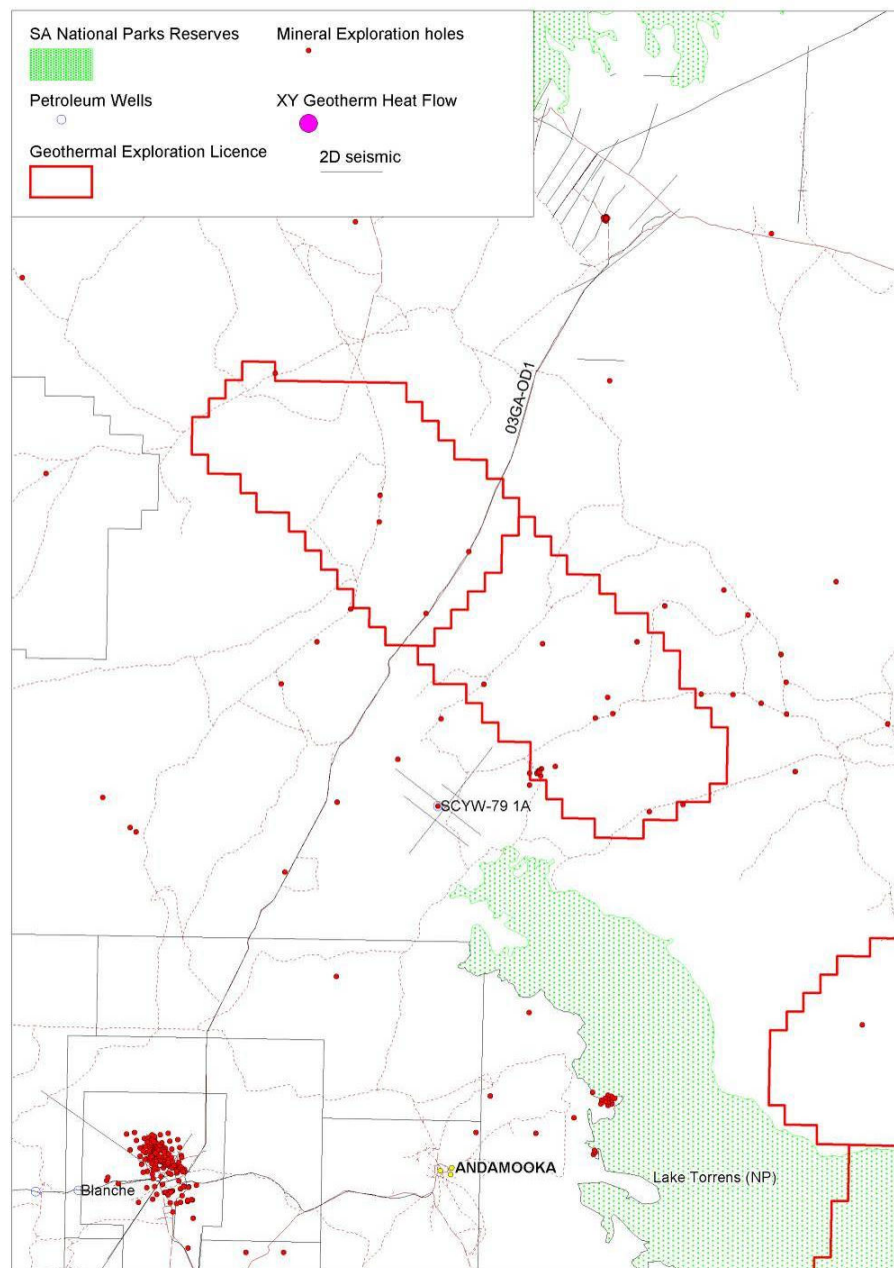 SA National Parks Reserves
Mineral Exploration holes
Petroleum Wells
XY Geotherm Heat Flow
Geothermal Exploration Licence
2D seismic
03GA-OD1
SCYW-79 1A
ANDAMOOKA
Lake Torrens (NP)
Blanche